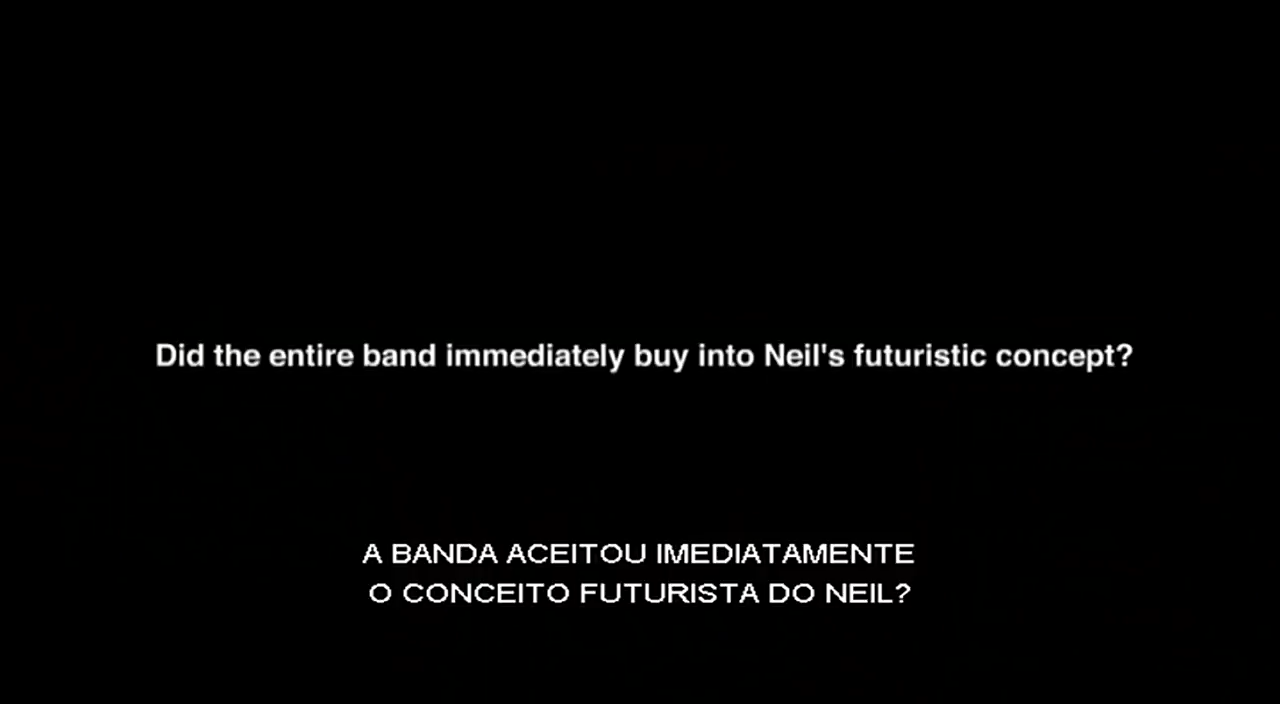 Did the entire band immediately buy into Neil's futuristic concept?
A BANDA ACEITOU IMEDIATAMENTE
O CONCEITO FUTURISTA DO NEIL?